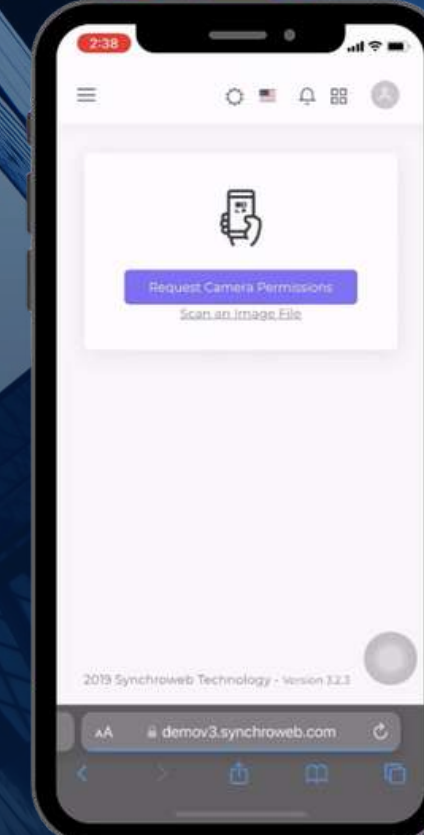 2:38
Request Camera Permissions
Scan an Image File
2019 Synchroweb Technology - Version 3.2.3
AA demov3.synchroweb.com